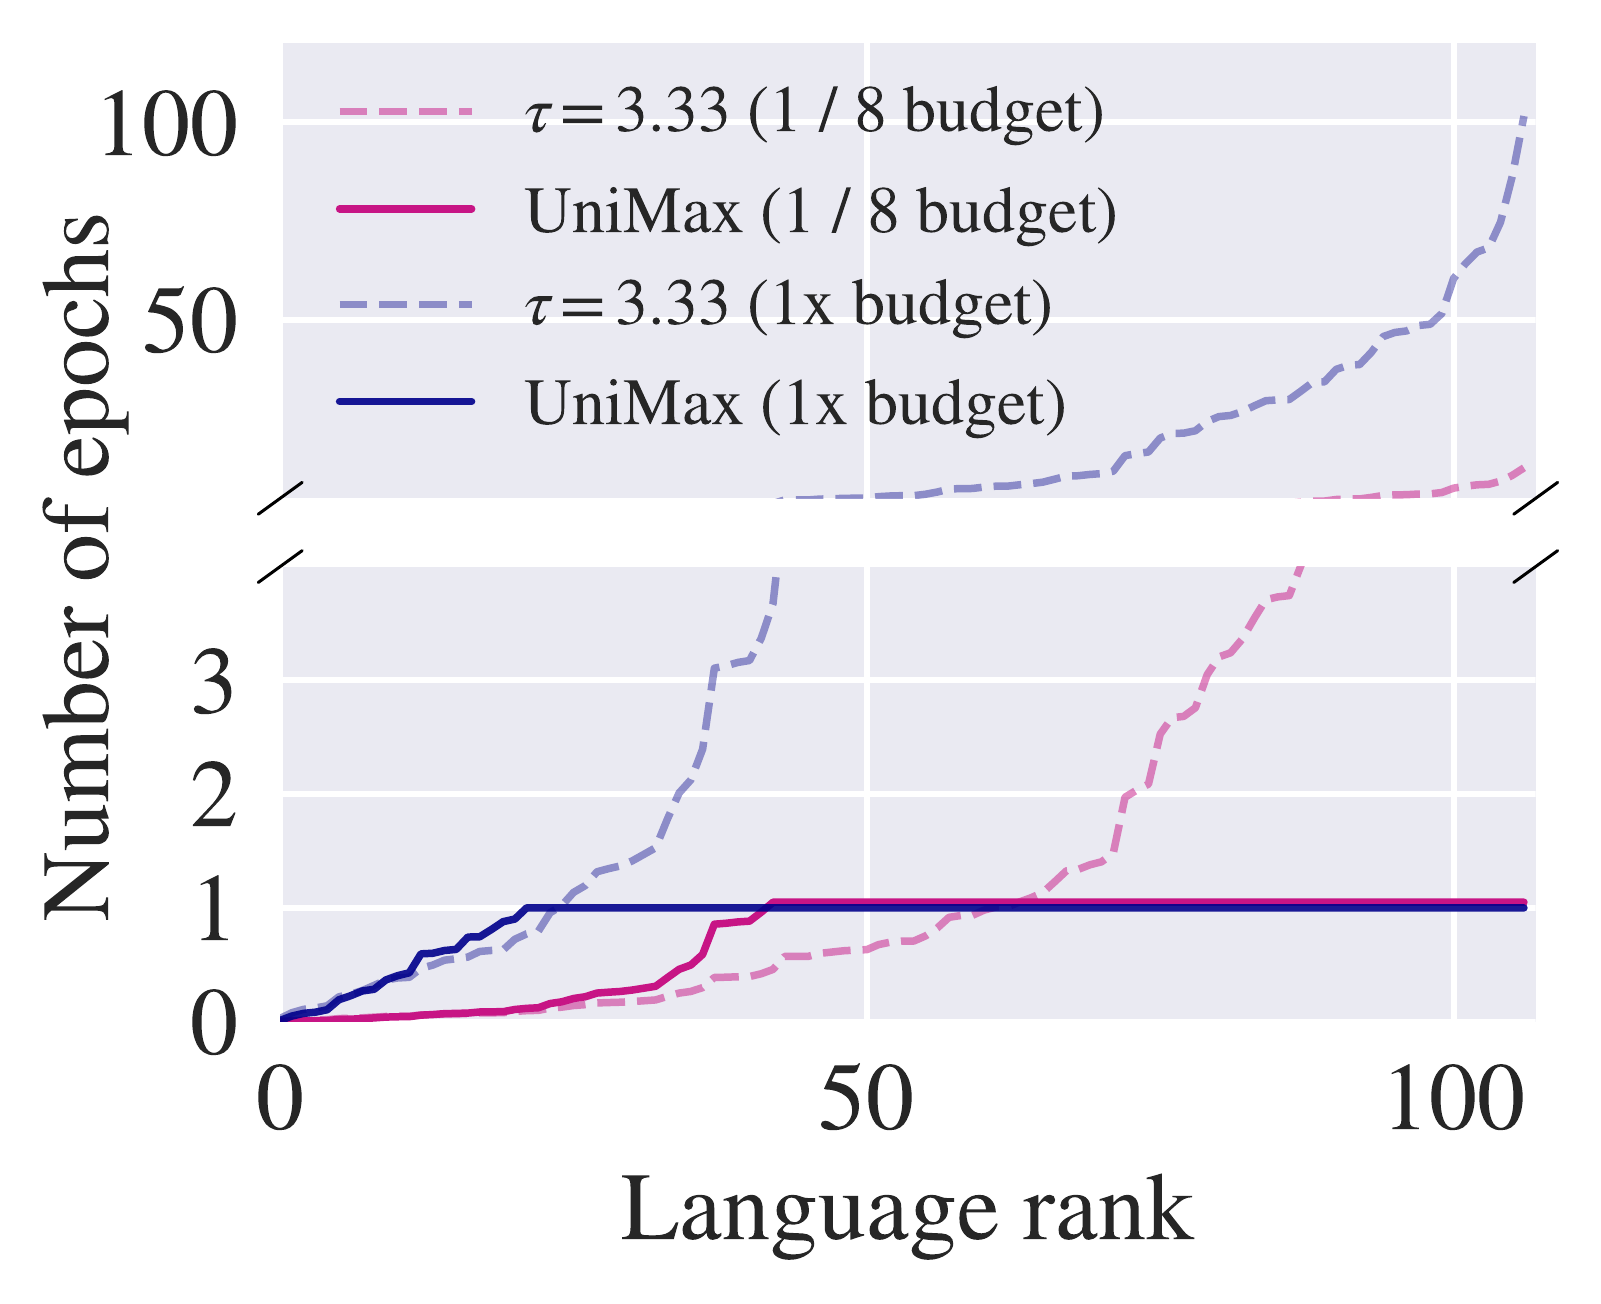 Number of epochs
100
50
τ = 3.33 (1 / 8 budget)
UniMax (1 / 8 budget)
τ = 3.33 (1x budget)
UniMax (1x budget)
3
2
1
0
0 50 100
Language rank